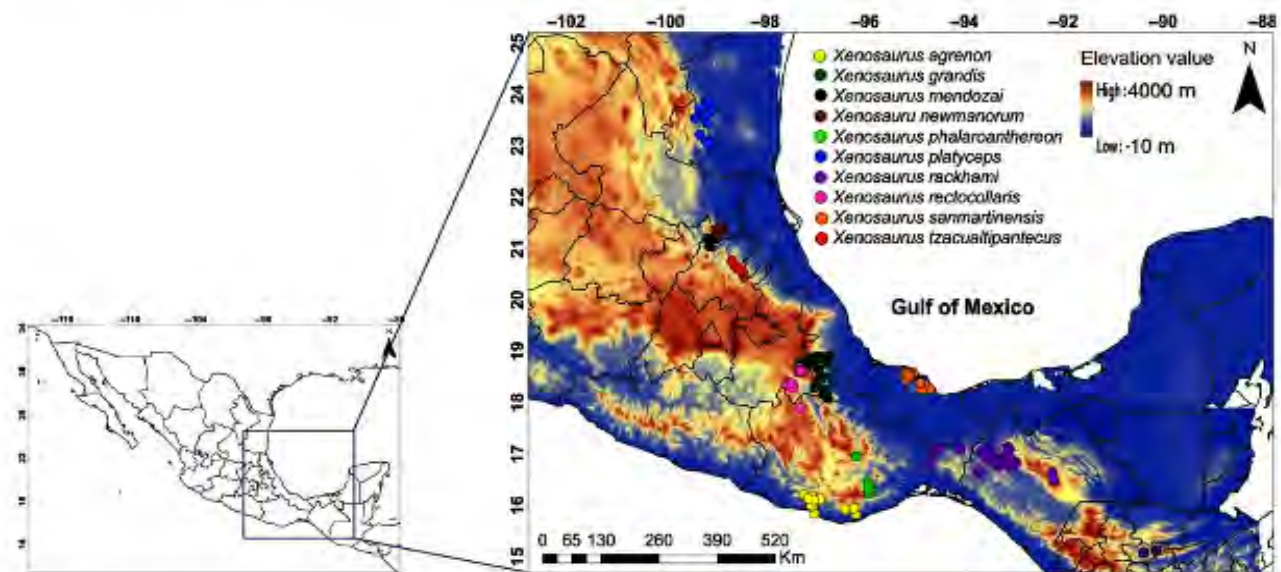 −102 −100 −98 −96 −94 −92 −90 −88
25
24
23
22
21
20
19
18
17
16
15
Xenosaurus agrenon
Xenosaurus grandis
Xenosaurus mendozai
Xenosauru newmanorum
Xenosaurus phalaroanthereon
Xenosaurus platyceps
Xenosaurus rackhami
Xenosaurus rectocollaris
Xenosaurus sanmartinensis
Xenosaurus tzacualtipantecus
Elevation value
High:4000 m
Low:-10 m
N
Gulf of Mexico
0 65 130 260 390 520
Km